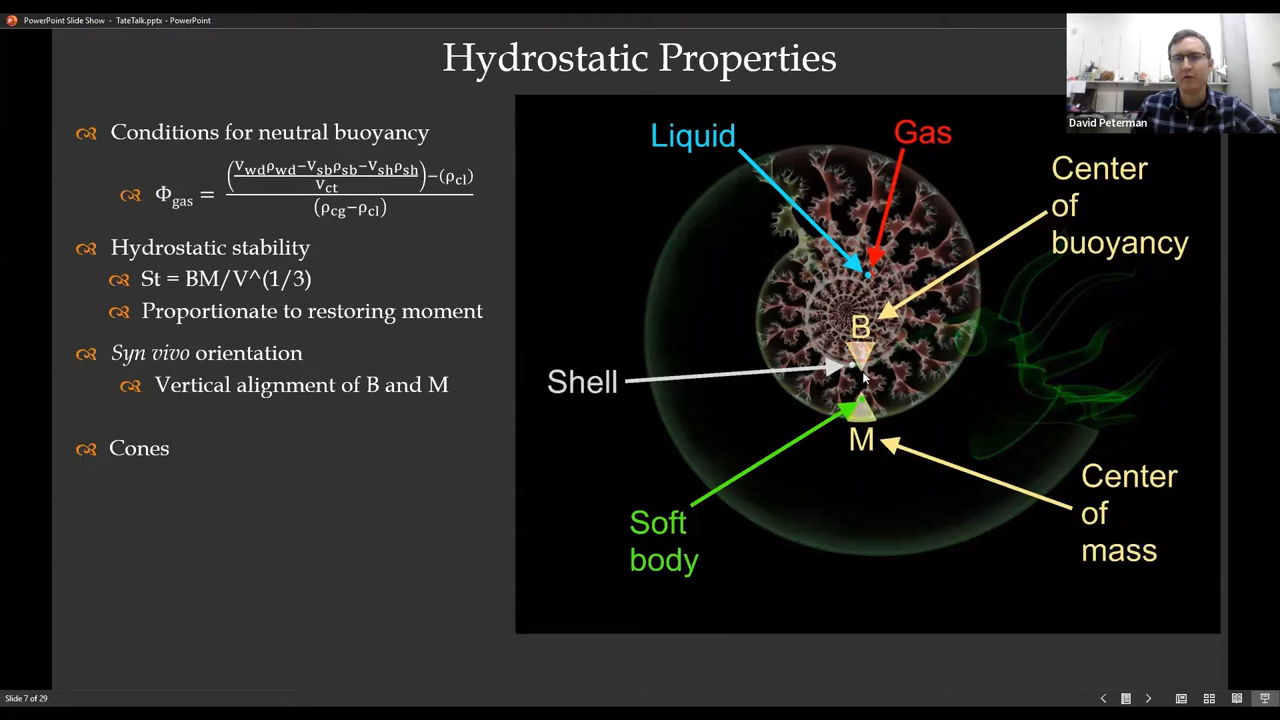 PowerPoint Slide Show - TateTalk.pptx - PowerPoint
Hydrostatic Properties
David Peterman
Conditions for neutral buoyancy
Φgas = ((Vwdρwd−Vsbρsb−Vshρsh)/Vct)−(ρcl) / (ρcg−ρcl)
Hydrostatic stability
St = BM/V^(1/3)
Proportionate to restoring moment
Syn vivo orientation
Vertical alignment of B and M
Cones
Liquid
Gas
Center
of
buoyancy
B
Shell
M
Soft
body
Center
of
mass
Slide 7 of 29